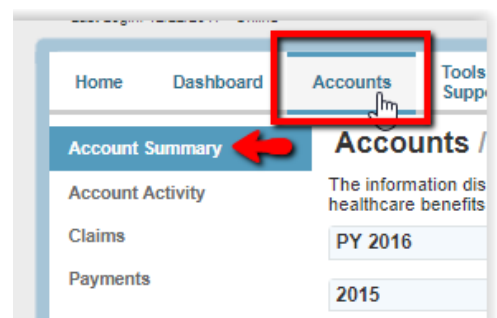 Home Dashboard Accounts Tools
Supp
Account Summary
Account Activity
Claims
Payments
Accounts /
The information dis
healthcare benefits
PY 2016
2015